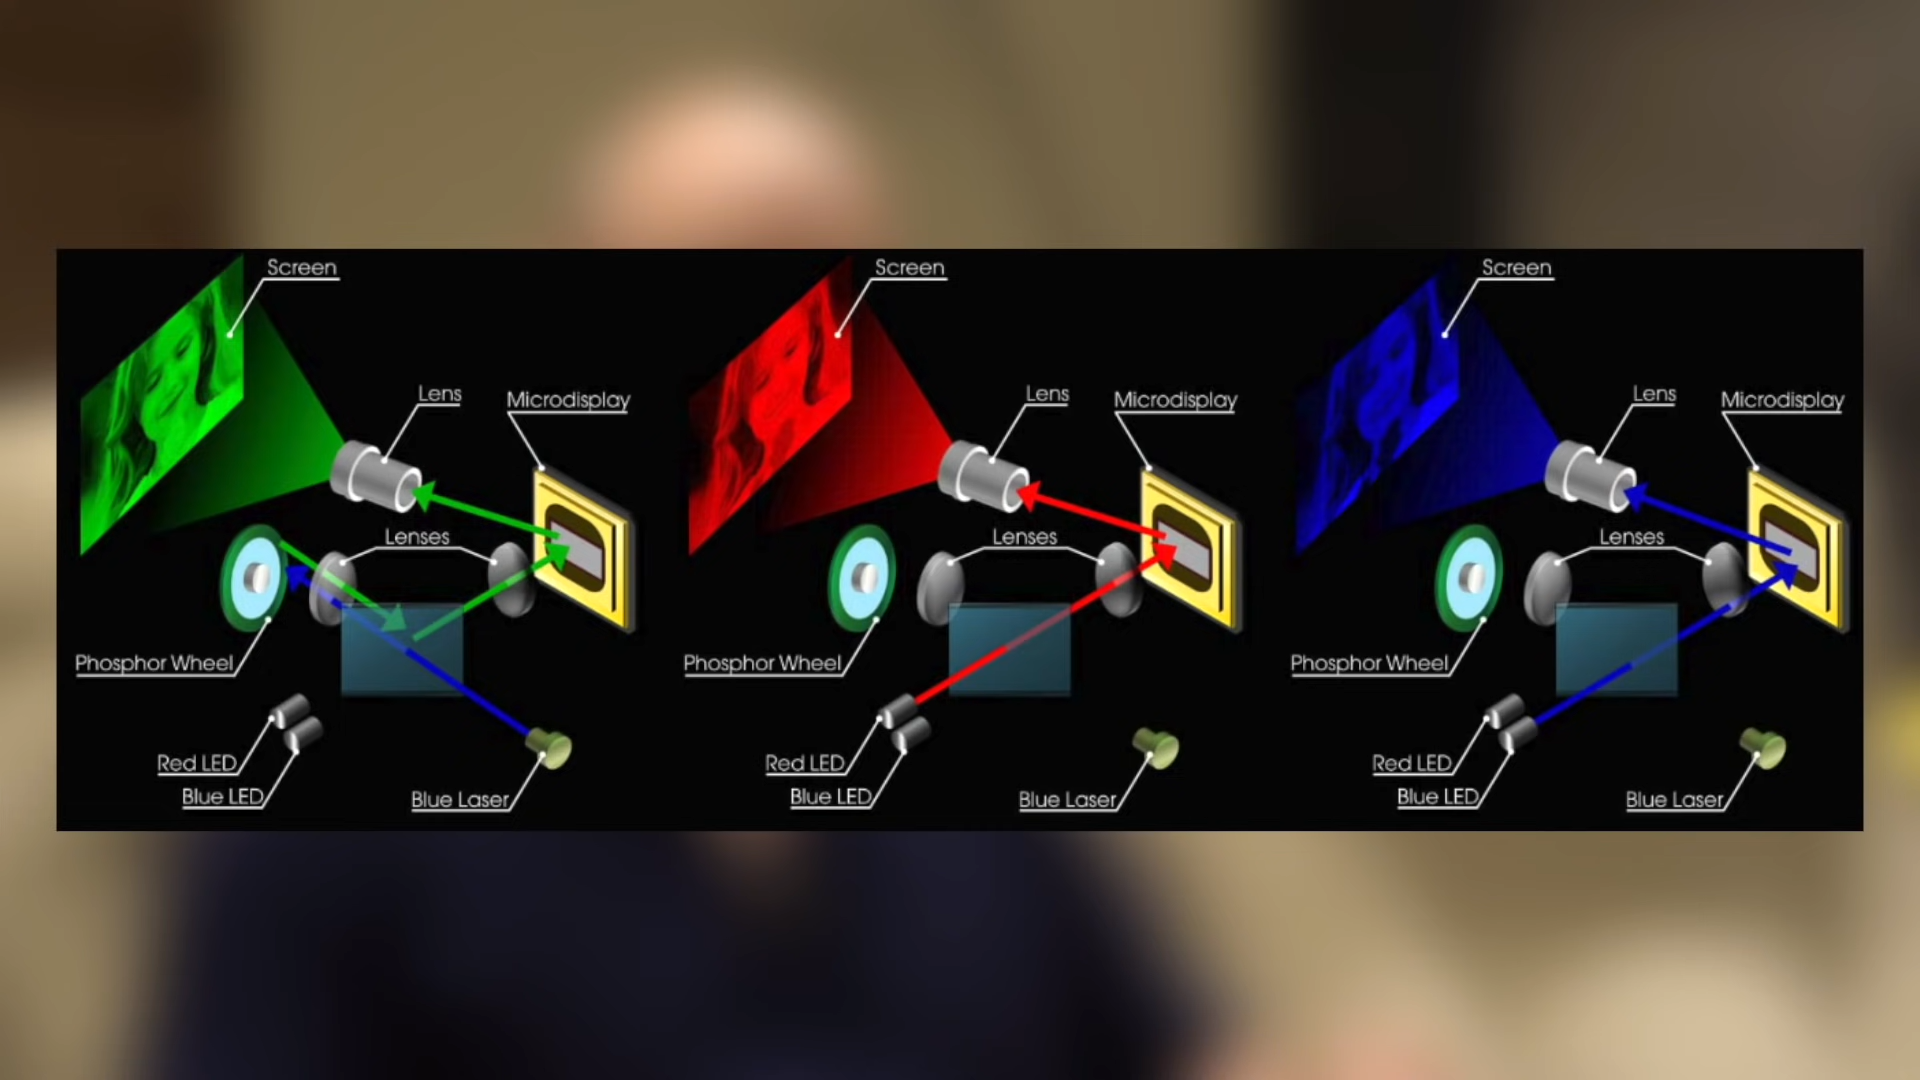 Screen
Lens
Microdisplay
Lenses
Phosphor Wheel
Red LED
Blue LED
Blue Laser
Screen
Lens
Microdisplay
Lenses
Phosphor Wheel
Red LED
Blue LED
Blue Laser
Screen
Lens
Microdisplay
Lenses
Phosphor Wheel
Red LED
Blue LED
Blue Laser